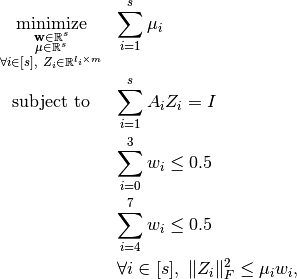 minimize ∑_{i=1}^{s} μ_i
w∈ℝ^s
μ∈ℝ^s
∀i∈[s], Z_i∈ℝ^{l_i×m}
subject to ∑_{i=1}^{s} A_i Z_i = I
∑_{i=0}^{3} w_i ≤ 0.5
∑_{i=4}^{7} w_i ≤ 0.5
∀i ∈ [s], ‖Z_i‖_F^2 ≤ μ_i w_i,